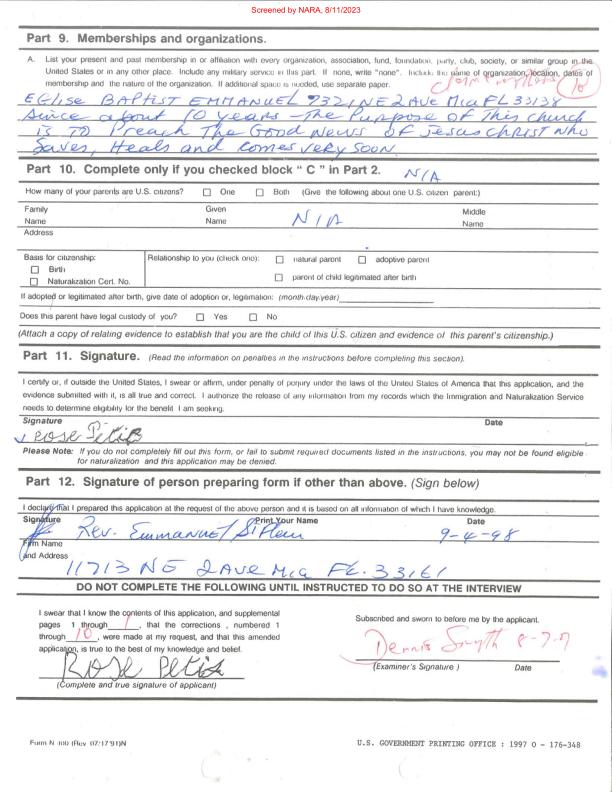 Screened by NARA, 8/11/2023
Part 9. Memberships and organizations.
A. List your present and past membership in or affiliation with every organization, association, fund, foundation, party, club, society, or similar group in the
United States or in any other place. Include any military service in this part. If none, write "none". Include the name of organization, location, dates of
membership and the nature of the organization. If additional space is needed, use separate paper.
10
EGlise BAPTIST EMMANUEL 9321 NE 2 AVE Mia FL 33138
Since about 10 years - The Purpose of This church
is TO Preach The Good News OF Jesus CHRIST who
Saves, Heals and comes very soon
Part 10. Complete only if you checked block " C " in Part 2. N/A
How many of your parents are U.S. citizens? One Both (Give the following about one U.S. citizen parent:)
Family Given Middle
Name Name N/A Name
Address
Basis for citizenship: Relationship to you (check one): natural parent adoptive parent
Birth
Naturalization Cert. No. parent of child legitimated after birth
If adopted or legitimated after birth, give date of adoption or, legitimation: (month/day/year)
Does this parent have legal custody of you? Yes No
(Attach a copy of relating evidence to establish that you are the child of this U.S. citizen and evidence of this parent's citizenship.)
Part 11. Signature. (Read the information on penalties in the instructions before completing this section).
I certify or, if outside the United States, I swear or affirm, under penalty of perjury under the laws of the United States of America that this application, and the
evidence submitted with it, is all true and correct. I authorize the release of any information from my records which the Immigration and Naturalization Service
needs to determine eligibility for the benefit I am seeking.
Signature Date
rose Petis
Please Note: If you do not completely fill out this form, or fail to submit required documents listed in the instructions, you may not be found eligible
for naturalization and this application may be denied.
Part 12. Signature of person preparing form if other than above. (Sign below)
I declare that I prepared this application at the request of the above person and it is based on all information of which I have knowledge.
Signature Print Your Name Date
Rev. Emmanuel 9-4-98
Firm Name
and Address
11713 NE 2 AVE Mia FL. 33161
DO NOT COMPLETE THE FOLLOWING UNTIL INSTRUCTED TO DO SO AT THE INTERVIEW
I swear that I know the contents of this application, and supplemental
pages 1 through 1, that the corrections, numbered 1
through 10, were made at my request, and that this amended
application, is true to the best of my knowledge and belief.
Rose Petis
(Complete and true signature of applicant)
Subscribed and sworn to before me by the applicant.
Dennis Smyth
(Examiner's Signature ) Date
Form N-400 (Rev. 07/17/91)N
U.S. GOVERNMENT PRINTING OFFICE : 1997 O - 176-348